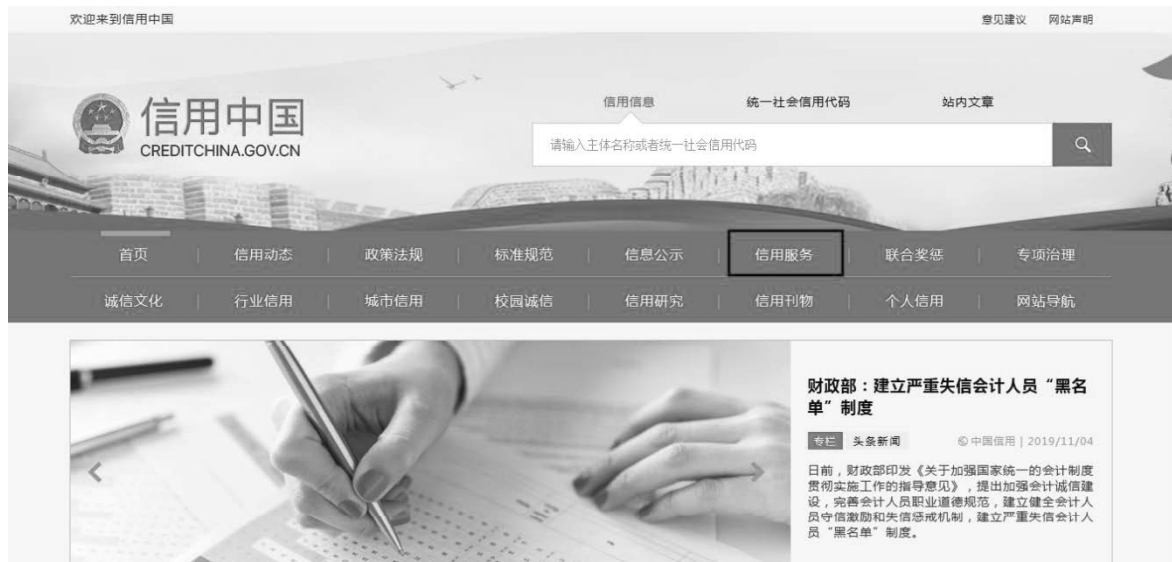 欢迎来到信用中国
意见建议 网站声明
信用中国
CREDITCHINA.GOV.CN
信用信息 统一社会信用代码 站内文章
请输入主体名称或者统一社会信用代码
首页 | 信用动态 | 政策法规 | 标准规范 | 信息公示 | 信用服务 | 联合奖惩 | 专项治理
诚信文化 | 行业信用 | 城市信用 | 校园诚信 | 信用研究 | 信用刊物 | 个人信用 | 网站导航
财政部：建立严重失信会计人员“黑名
单”制度
专栏 头条新闻 ©中国信用 | 2019/11/04
日前，财政部印发《关于加强国家统一的会计制度
贯彻实施工作的指导意见》，提出加强会计诚信建
设，完善会计人员职业道德规范，建立健全会计人
员守信激励和失信惩戒机制，建立严重失信会计人
员“黑名单”制度。